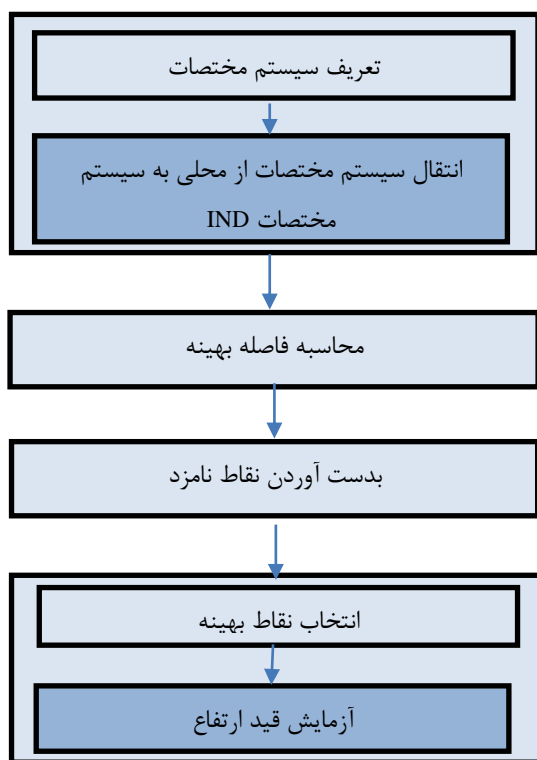 تعریف سیستم مختصات
انتقال سیستم مختصات از محلی به سیستم
مختصات IND
محاسبه فاصله بهینه
بدست آوردن نقاط نامزد
انتخاب نقاط بهینه
آزمایش قید ارتفاع